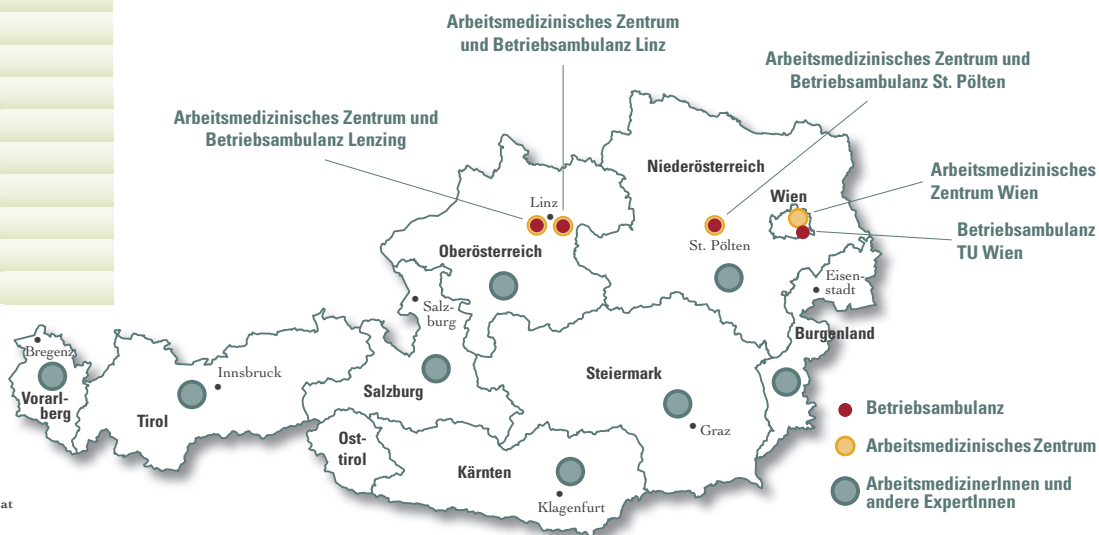 Arbeitsmedizinisches Zentrum
und Betriebsambulanz Linz
Arbeitsmedizinisches Zentrum und
Betriebsambulanz St. Pölten
Arbeitsmedizinisches Zentrum und
Betriebsambulanz Lenzing
Niederösterreich
Arbeitsmedizinisches
Zentrum Wien
Wien
Linz
Betriebsambulanz
TU Wien
St. Pölten
Oberösterreich
Eisen-
stadt
Salz-
burg
Burgenland
Bregenz
Innsbruck
Steiermark
Vorarl-
berg
Salzburg
Tirol
Betriebsambulanz
Graz
Ost-
tirol
Arbeitsmedizinisches Zentrum
Kärnten
ArbeitsmedizinerInnen und
andere ExpertInnen
Klagenfurt
at